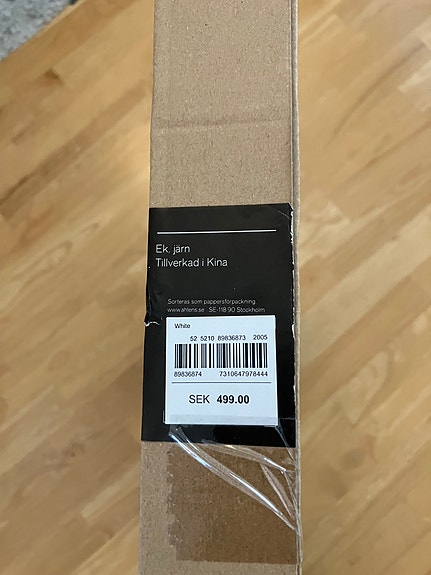 Ek, järn
Tillverkad i Kina
Sorteras som pappersförpackning.
www.ahlens.se SE-118 90 Stockholm
White
52 5210 89836873 2005
89836874 7310647978444
SEK 499.00